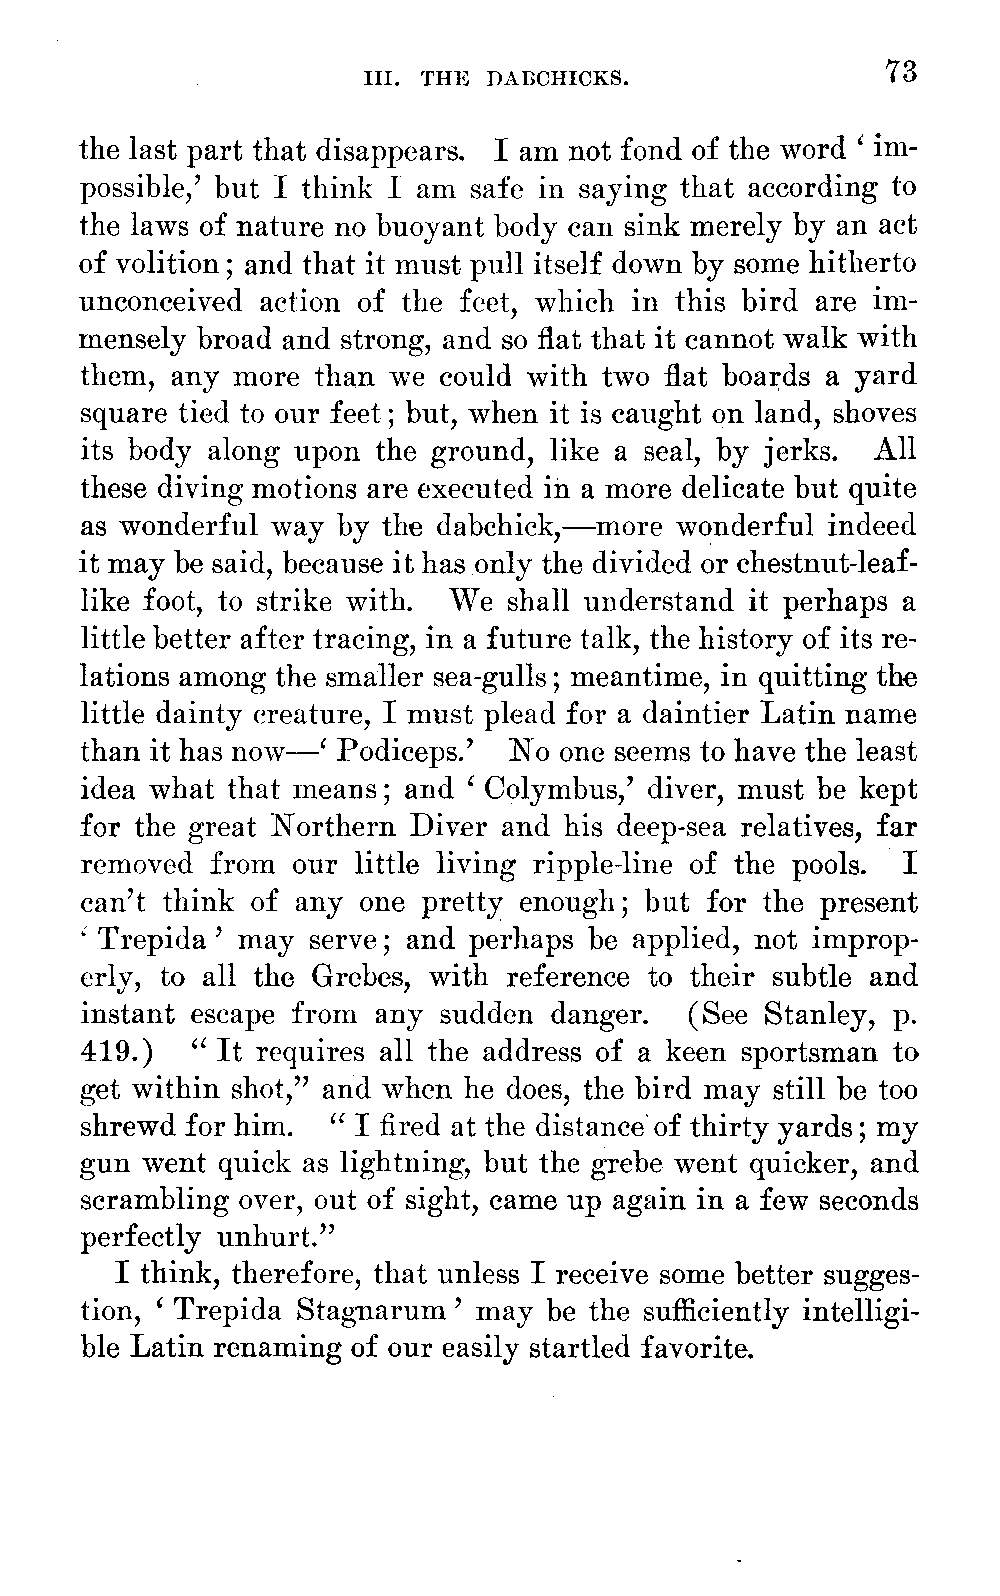 III. THE DABCHICKS. 73
the last part that disappears. I am not fond of the word ‘ im-
possible,’ but I think I am safe in saying that according to
the laws of nature no buoyant body can sink merely by an act
of volition; and that it must pull itself down by some hitherto
unconceived action of the feet, which in this bird are im-
mensely broad and strong, and so flat that it cannot walk with
them, any more than we could with two flat boards a yard
square tied to our feet; but, when it is caught on land, shoves
its body along upon the ground, like a seal, by jerks. All
these diving motions are executed in a more delicate but quite
as wonderful way by the dabchick,—more wonderful indeed
it may be said, because it has only the divided or chestnut-leaf-
like foot, to strike with. We shall understand it perhaps a
little better after tracing, in a future talk, the history of its re-
lations among the smaller sea-gulls; meantime, in quitting the
little dainty creature, I must plead for a daintier Latin name
than it has now—‘ Podiceps.’ No one seems to have the least
idea what that means; and ‘ Colymbus,’ diver, must be kept
for the great Northern Diver and his deep-sea relatives, far
removed from our little living ripple-line of the pools. I
can’t think of any one pretty enough; but for the present
‘ Trepida ’ may serve; and perhaps be applied, not improp-
erly, to all the Grebes, with reference to their subtle and
instant escape from any sudden danger. (See Stanley, p.
419.) “ It requires all the address of a keen sportsman to
get within shot,” and when he does, the bird may still be too
shrewd for him. “ I fired at the distance of thirty yards; my
gun went quick as lightning, but the grebe went quicker, and
scrambling over, out of sight, came up again in a few seconds
perfectly unhurt.”
I think, therefore, that unless I receive some better sugges-
tion, ‘ Trepida Stagnarum ’ may be the sufficiently intelligi-
ble Latin renaming of our easily startled favorite.